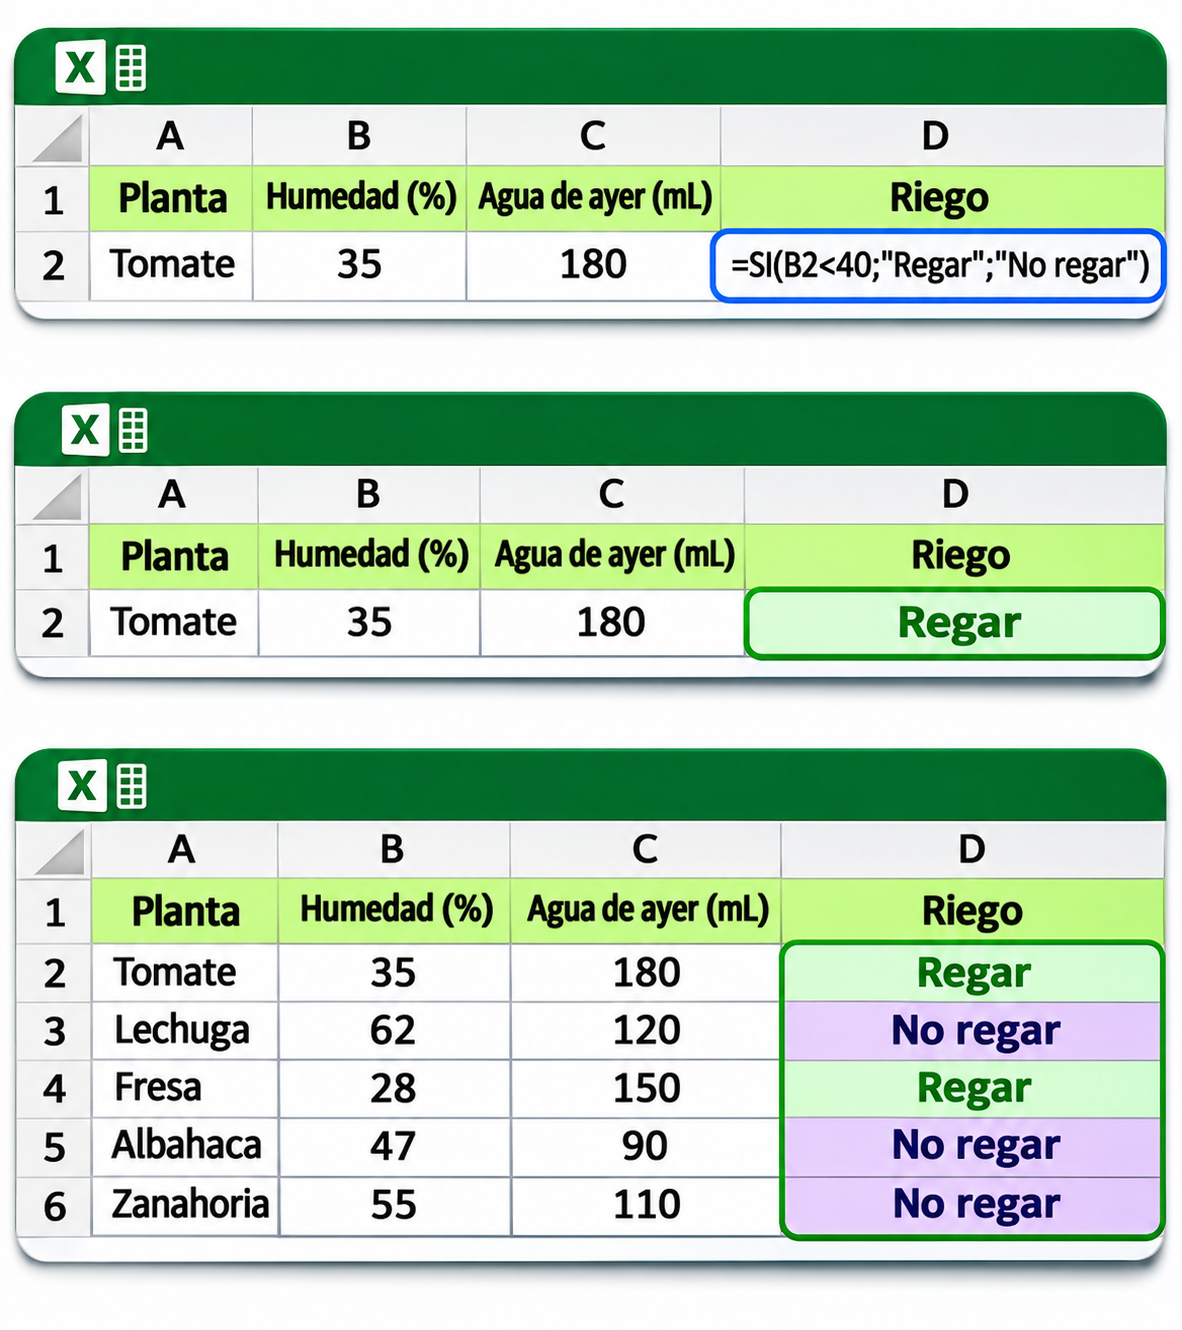 X
A B C D
1 Planta Humedad (%) Agua de ayer (mL) Riego
2 Tomate 35 180 =SI(B2<40;"Regar";"No regar")
X
A B C D
1 Planta Humedad (%) Agua de ayer (mL) Riego
2 Tomate 35 180 Regar
X
A B C D
1 Planta Humedad (%) Agua de ayer (mL) Riego
2 Tomate 35 180 Regar
3 Lechuga 62 120 No regar
4 Fresa 28 150 Regar
5 Albahaca 47 90 No regar
6 Zanahoria 55 110 No regar